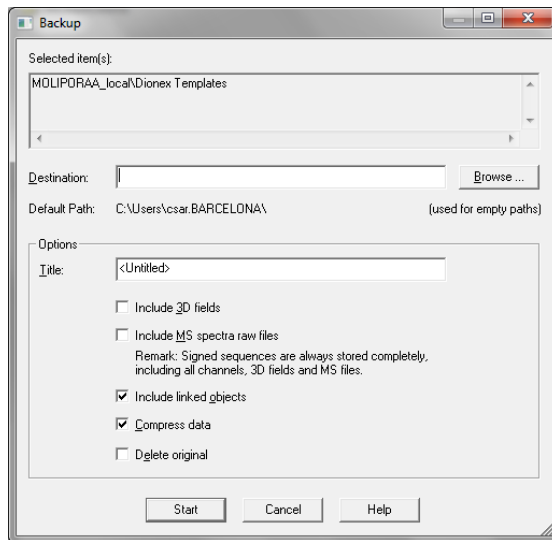 Backup
Selected item(s):
MOLIPORAA_local\Dionex Templates
Destination:
Browse ...
Default Path: C:\Users\csar.BARCELONA\ (used for empty paths)
Options
Title: <Untitled>
Include 3D fields
Include MS spectra raw files
Remark: Signed sequences are always stored completely,
including all channels, 3D fields and MS files.
Include linked objects
Compress data
Delete original
Start Cancel Help